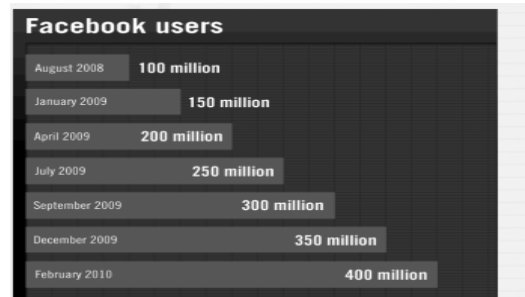 Facebook users
August 2008 100 million
January 2009 150 million
April 2009 200 million
July 2009 250 million
September 2009 300 million
December 2009 350 million
February 2010 400 million